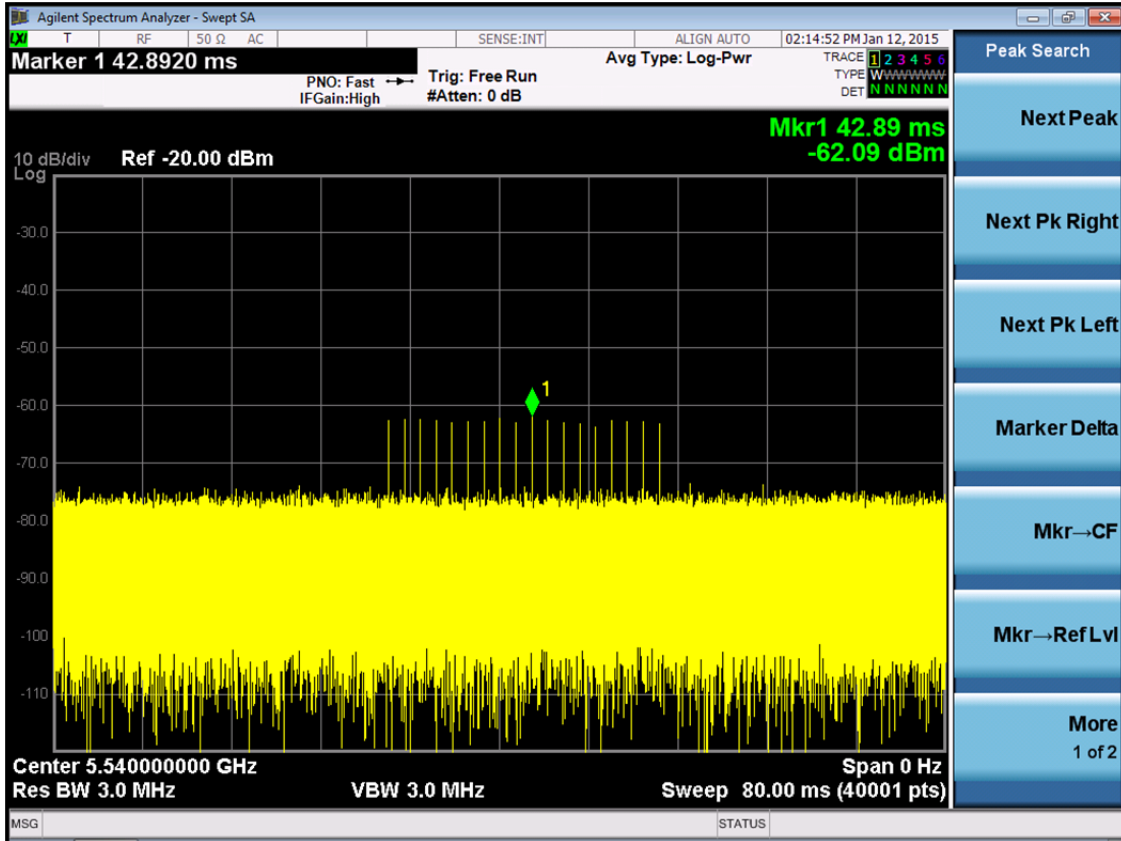 Agilent Spectrum Analyzer - Swept SA
LXI T RF 50 Ω AC SENSE:INT ALIGN AUTO 02:14:52 PM Jan 12, 2015
Marker 1 42.8920 ms
PNO: Fast
IFGain:High
Trig: Free Run
#Atten: 0 dB
Avg Type: Log-Pwr
TRACE 1 2 3 4 5 6
TYPE WWWWWW
DET N N N N N N
Mkr1 42.89 ms
-62.09 dBm
10 dB/div Ref -20.00 dBm
Log
-30.0
-40.0
-50.0
1
-60.0
-70.0
-80.0
-90.0
-100
-110
Center 5.540000000 GHz Span 0 Hz
Res BW 3.0 MHz VBW 3.0 MHz Sweep 80.00 ms (40001 pts)
MSG STATUS
Peak Search
Next Peak
Next Pk Right
Next Pk Left
Marker Delta
Mkr→CF
Mkr→Ref Lvl
More
1 of 2